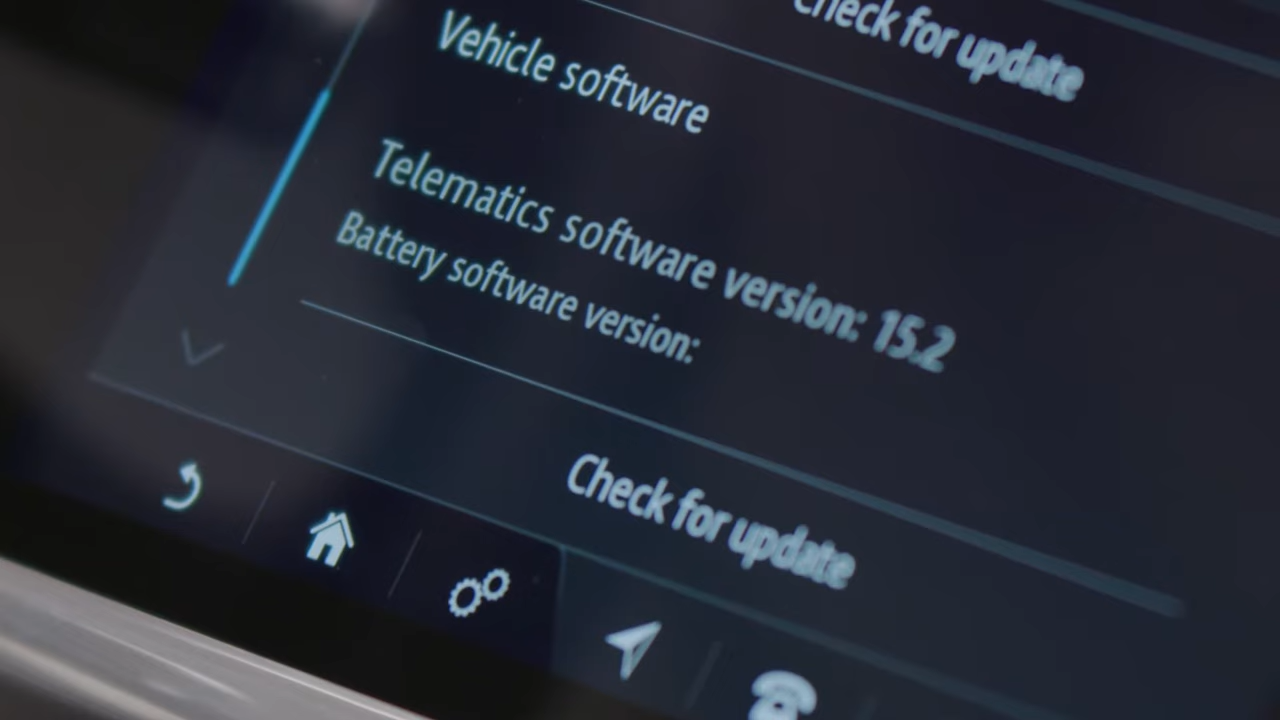 Check for update
Vehicle software
Telematics software version: 15.2
Battery software version:
Check for update